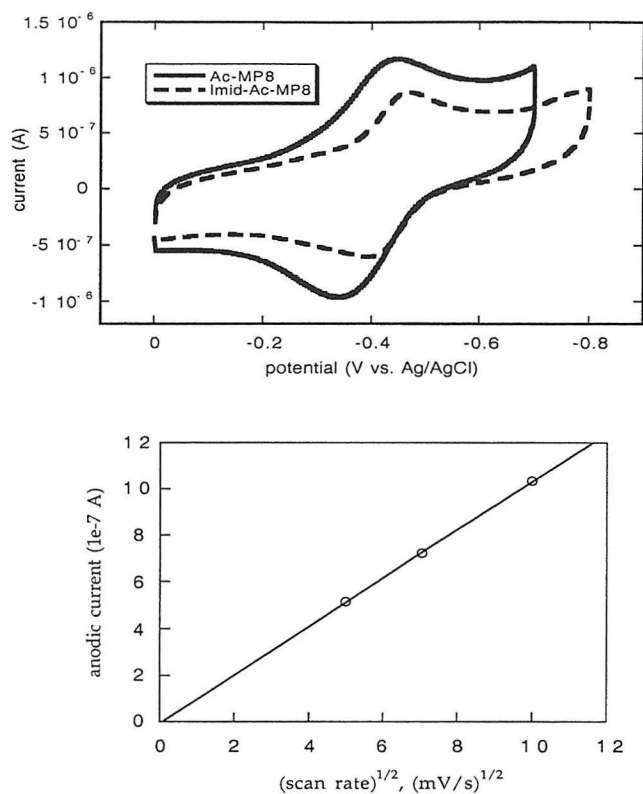 1.5 10⁻⁶
1 10⁻⁶
5 10⁻⁷
0
-5 10⁻⁷
-1 10⁻⁶
current (A)
Ac-MP8
Imid-Ac-MP8
0 -0.2 -0.4 -0.6 -0.8
potential (V vs. Ag/AgCl)
12
10
8
6
4
2
0
anodic current (1e-7 A)
0 2 4 6 8 10 12
(scan rate)¹/², (mV/s)¹/²